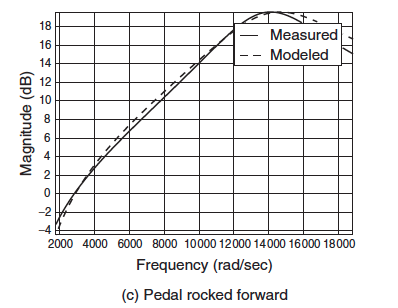 18
16
14
12
10
8
6
4
2
0
−2
−4
Magnitude (dB)
Measured
Modeled
2000 4000 6000 8000 10000 12000 14000 16000 18000
Frequency (rad/sec)
(c) Pedal rocked forward